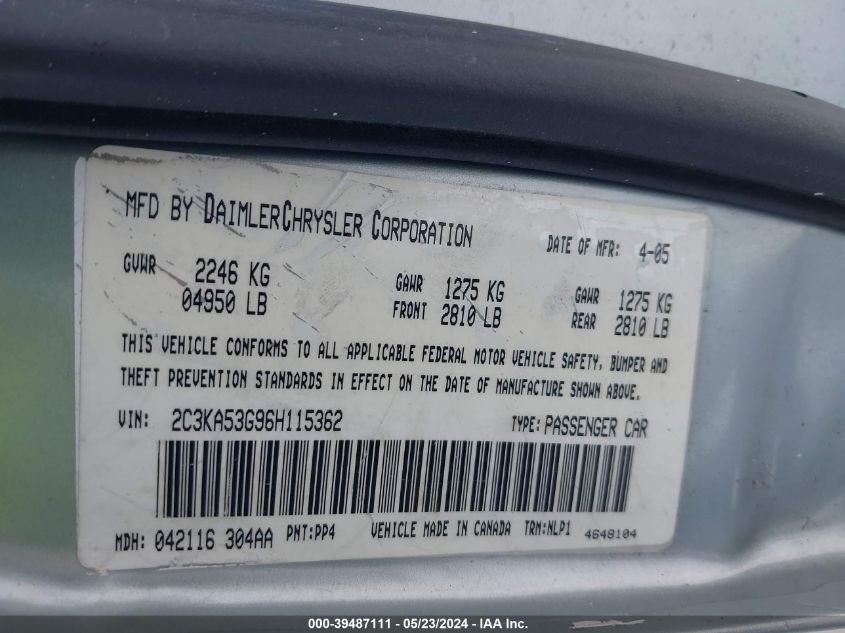 MFD BY DAIMLERCHRYSLER CORPORATION DATE OF MFR: 4-05
GVWR 2246 KG GAWR 1275 KG GAWR 1275 KG
04950 LB FRONT 2810 LB REAR 2810 LB
THIS VEHICLE CONFORMS TO ALL APPLICABLE FEDERAL MOTOR VEHICLE SAFETY, BUMPER AND
THEFT PREVENTION STANDARDS IN EFFECT ON THE DATE OF MANUFACTURE SHOWN ABOVE.
VIN: 2C3KA53G96H115362 TYPE: PASSENGER CAR
MDH: 042116 304AA PNT:PP4 VEHICLE MADE IN CANADA TRM:NLP1 4648104
000-39487111 - 05/23/2024 - IAA Inc.